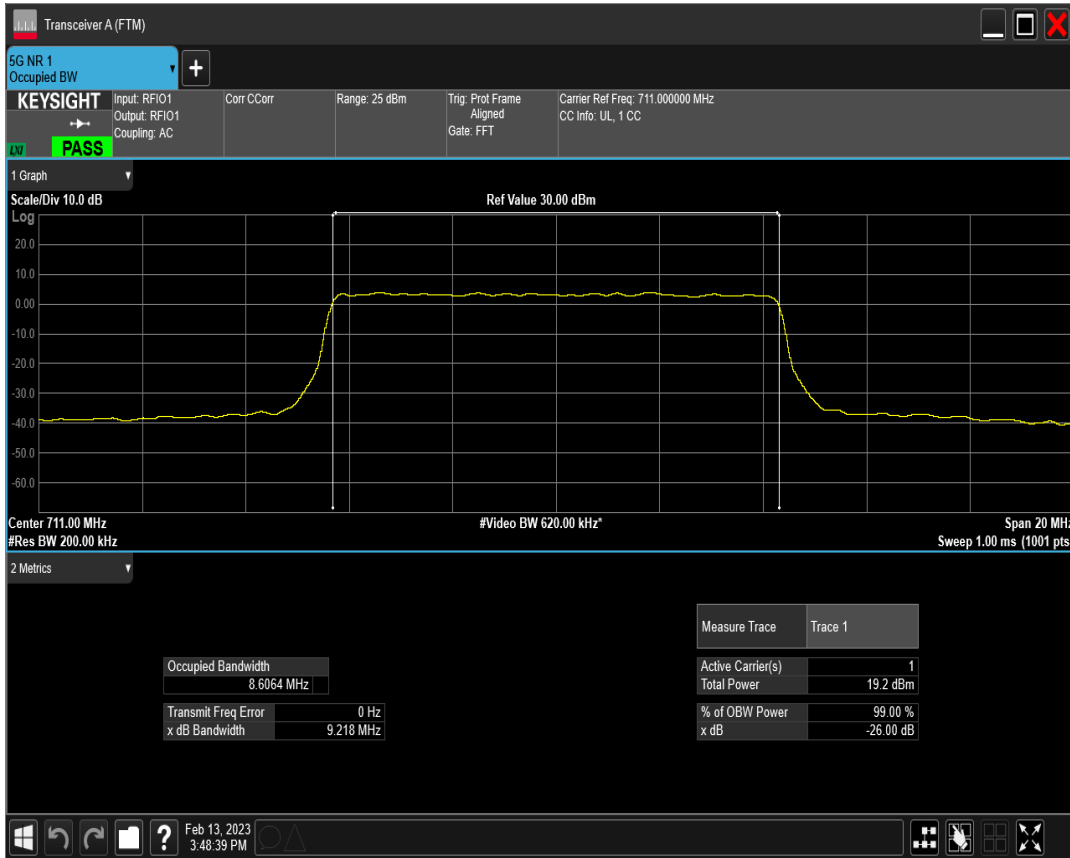 Transceiver A (FTM)
5G NR 1
Occupied BW
+
KEYSIGHT
LXI
PASS
Input: RFIO1
Output: RFIO1
Coupling: AC
Corr CCorr
Range: 25 dBm
Trig: Prot Frame
Aligned
Gate: FFT
Carrier Ref Freq: 711.000000 MHz
CC Info: UL, 1 CC
1 Graph
Scale/Div 10.0 dB
Ref Value 30.00 dBm
Log
20.0
10.0
0.00
-10.0
-20.0
-30.0
-40.0
-50.0
-60.0
Center 711.00 MHz
#Video BW 620.00 kHz*
Span 20 MHz
#Res BW 200.00 kHz
Sweep 1.00 ms (1001 pts
2 Metrics
Measure Trace Trace 1
Occupied Bandwidth
8.6064 MHz
Active Carrier(s) 1
Total Power 19.2 dBm
Transmit Freq Error 0 Hz
x dB Bandwidth 9.218 MHz
% of OBW Power 99.00 %
x dB -26.00 dB
?
Feb 13, 2023
3:48:39 PM